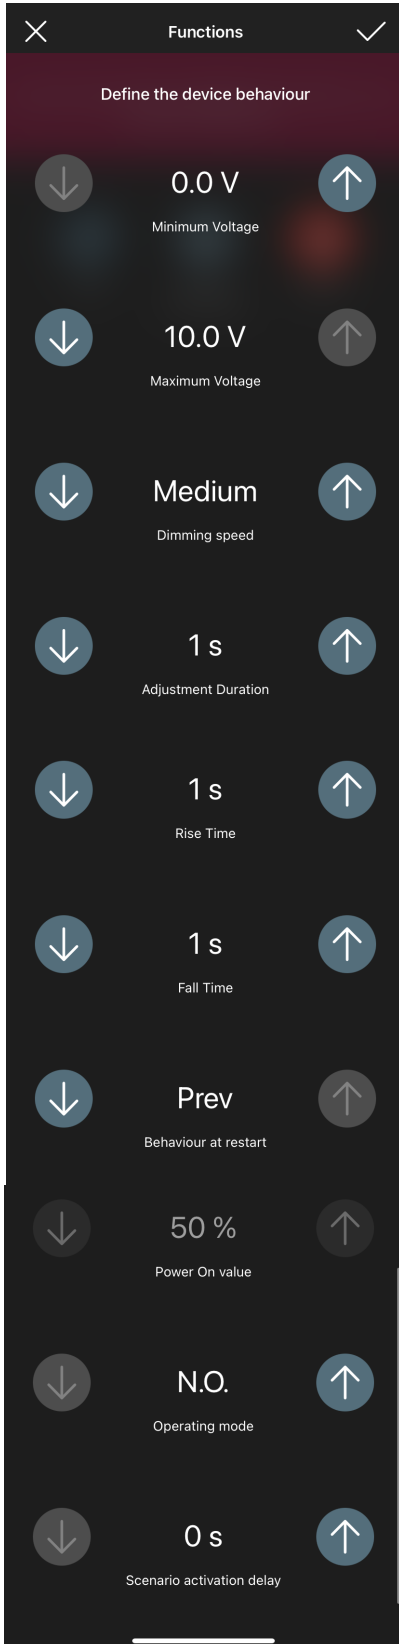 Functions
Define the device behaviour
0.0 V
Minimum Voltage
10.0 V
Maximum Voltage
Medium
Dimming speed
1 s
Adjustment Duration
1 s
Rise Time
1 s
Fall Time
Prev
Behaviour at restart
50 %
Power On value
N.O.
Operating mode
0 s
Scenario activation delay